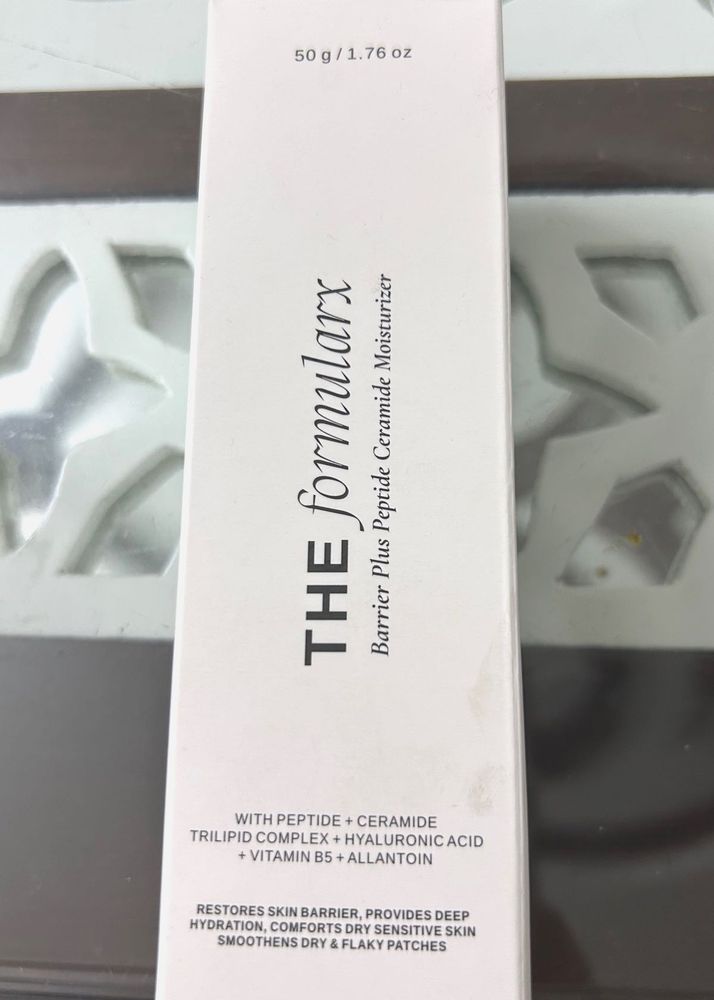 50 g / 1.76 oz
THE formularx
Barrier Plus Peptide Ceramide Moisturizer
WITH PEPTIDE + CERAMIDE
TRILIPID COMPLEX + HYALURONIC ACID
+ VITAMIN B5 + ALLANTOIN
RESTORES SKIN BARRIER, PROVIDES DEEP
HYDRATION, COMFORTS DRY SENSITIVE SKIN
SMOOTHENS DRY & FLAKY PATCHES